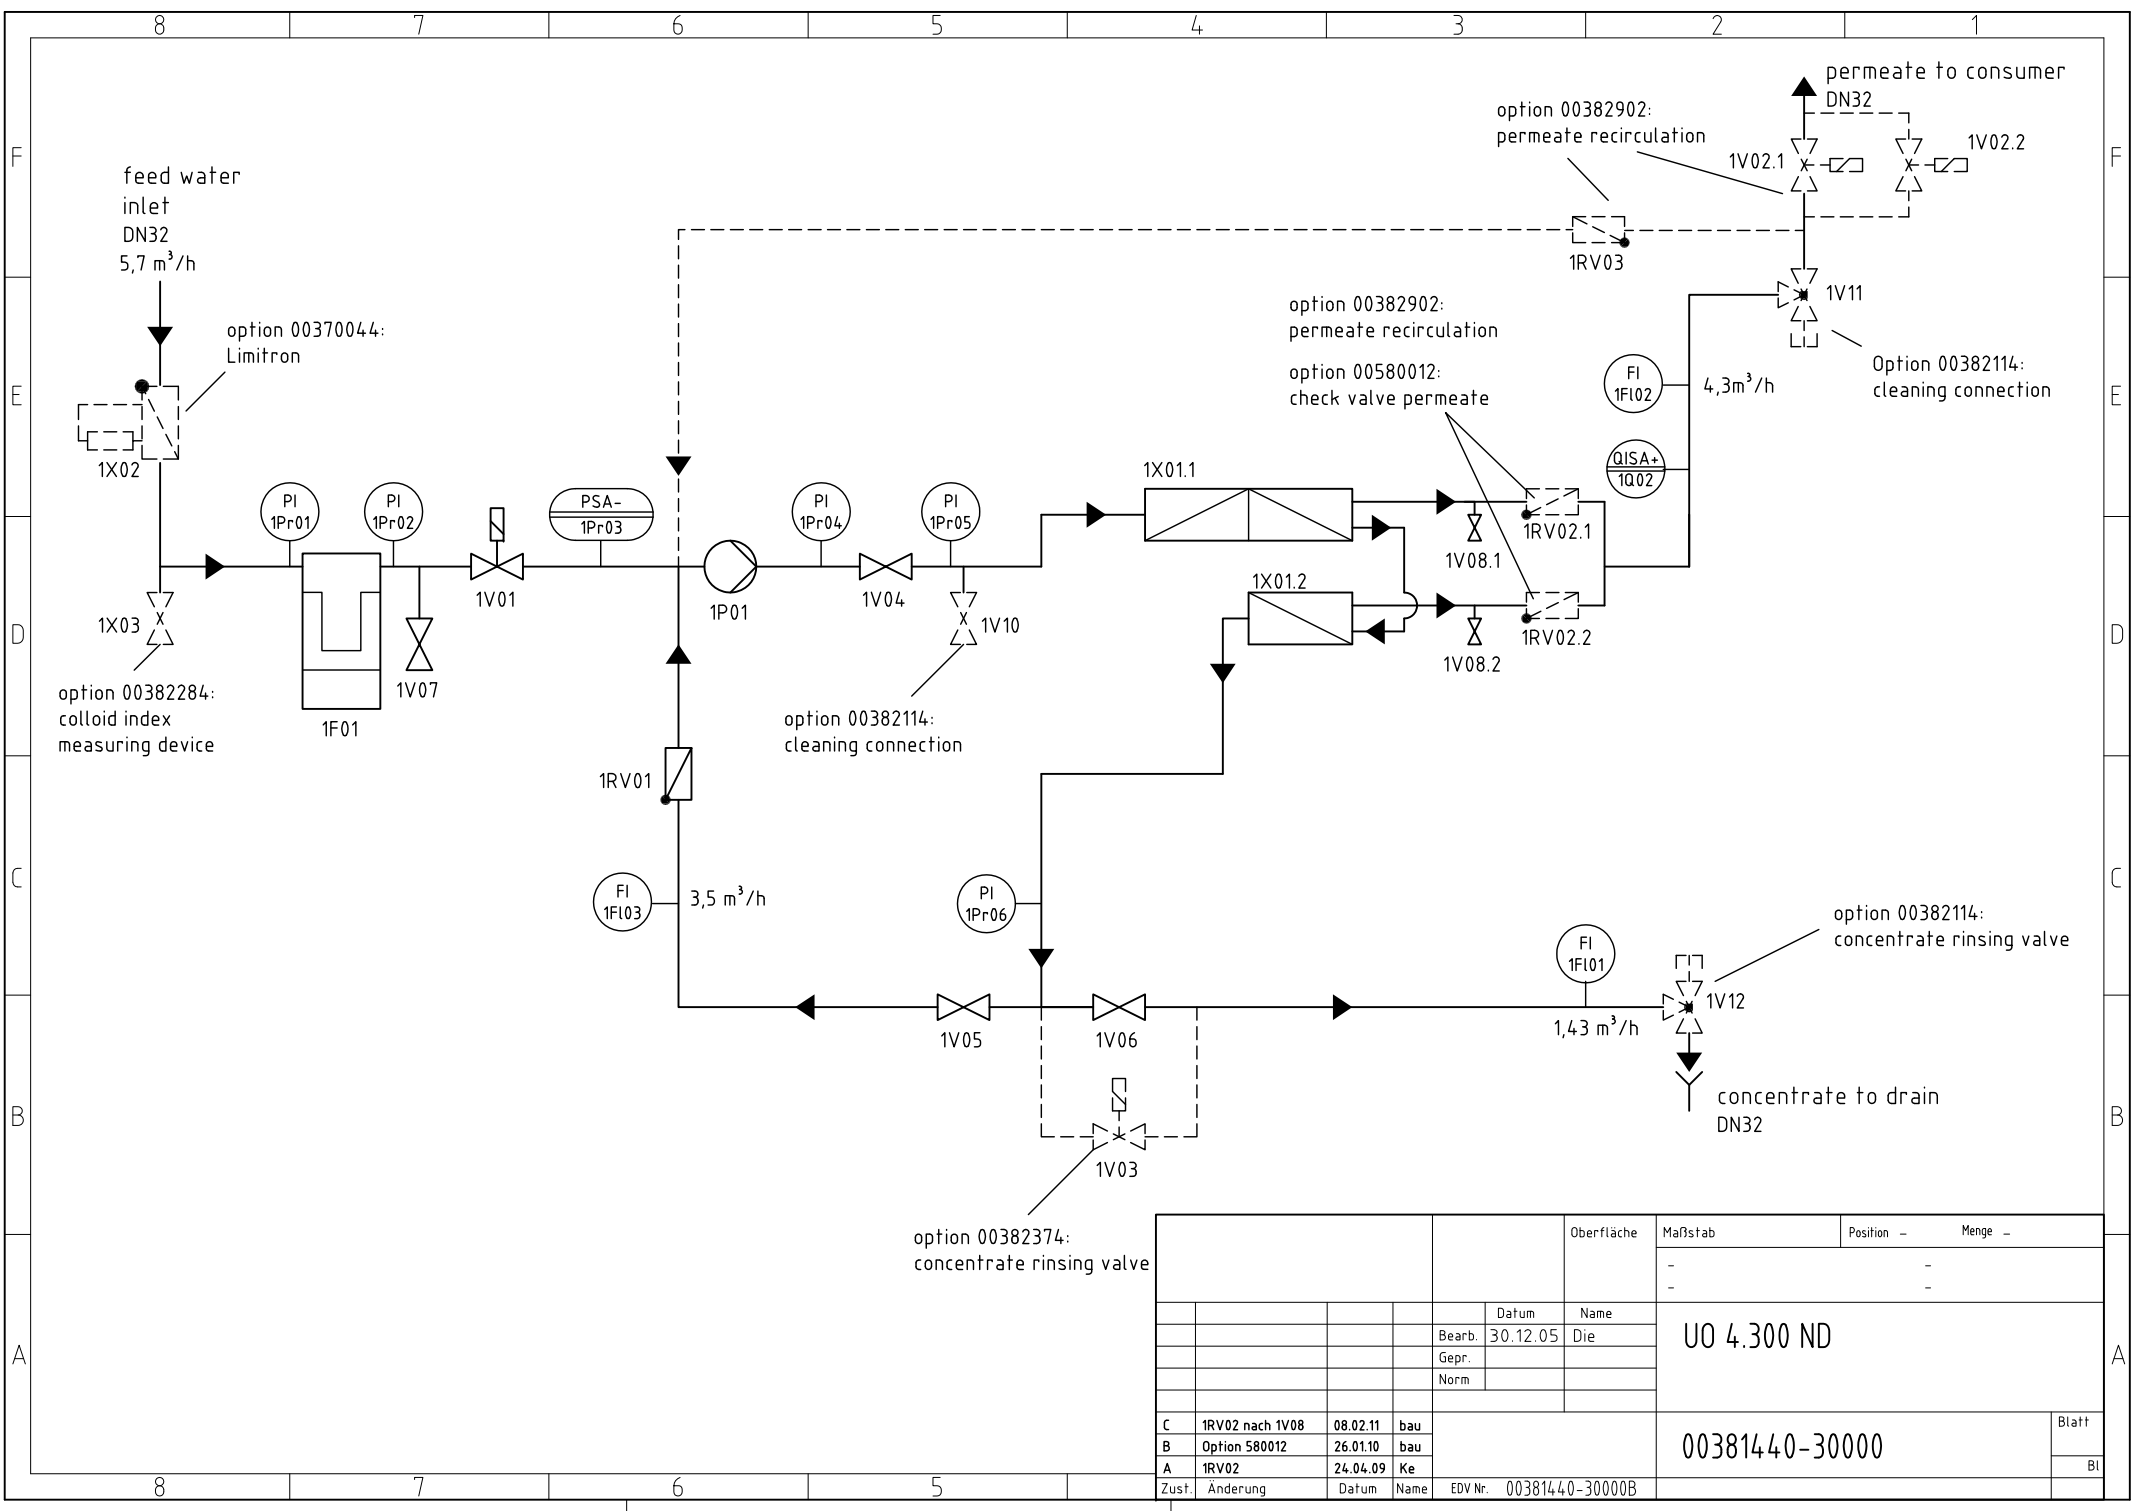 8 7 6 5 4 3 2 1
F
E
D
C
B
A
F
E
D
C
B
A
feed water
inlet
DN32
5,7 m³/h
option 00370044:
Limitron
1X02
1X03
option 00382284:
colloid index
measuring device
PI
1Pr01
1F01
PI
1Pr02
1V07
1V01
PSA-
1Pr03
1P01
PI
1Pr04
1V04
PI
1Pr05
1V10
option 00382114:
cleaning connection
1RV01
FI
1Fl03
3,5 m³/h
1X01.1
1X01.2
option 00382902:
permeate recirculation
option 00580012:
check valve permeate
1V08.1
1RV02.1
1V08.2
1RV02.2
option 00382902:
permeate recirculation
1RV03
permeate to consumer
DN32
1V02.1
1V02.2
1V11
Option 00382114:
cleaning connection
FI
1Fl02
4,3m³/h
QISA+
1Q02
PI
1Pr06
1V05
1V06
1V03
option 00382374:
concentrate rinsing valve
FI
1Fl01
1,43 m³/h
option 00382114:
concentrate rinsing valve
1V12
concentrate to drain
DN32
Oberfläche Maßstab Position - Menge -
- -
- -
Datum Name
Bearb. 30.12.05 Die
Gepr.
Norm
UO 4.300 ND
C 1RV02 nach 1V08 08.02.11 bau
B Option 580012 26.01.10 bau
A 1RV02 24.04.09 Ke
Zust. Änderung Datum Name
EDV Nr. 00381440-30000B
00381440-30000
Blatt
Bl
8 7 6 5